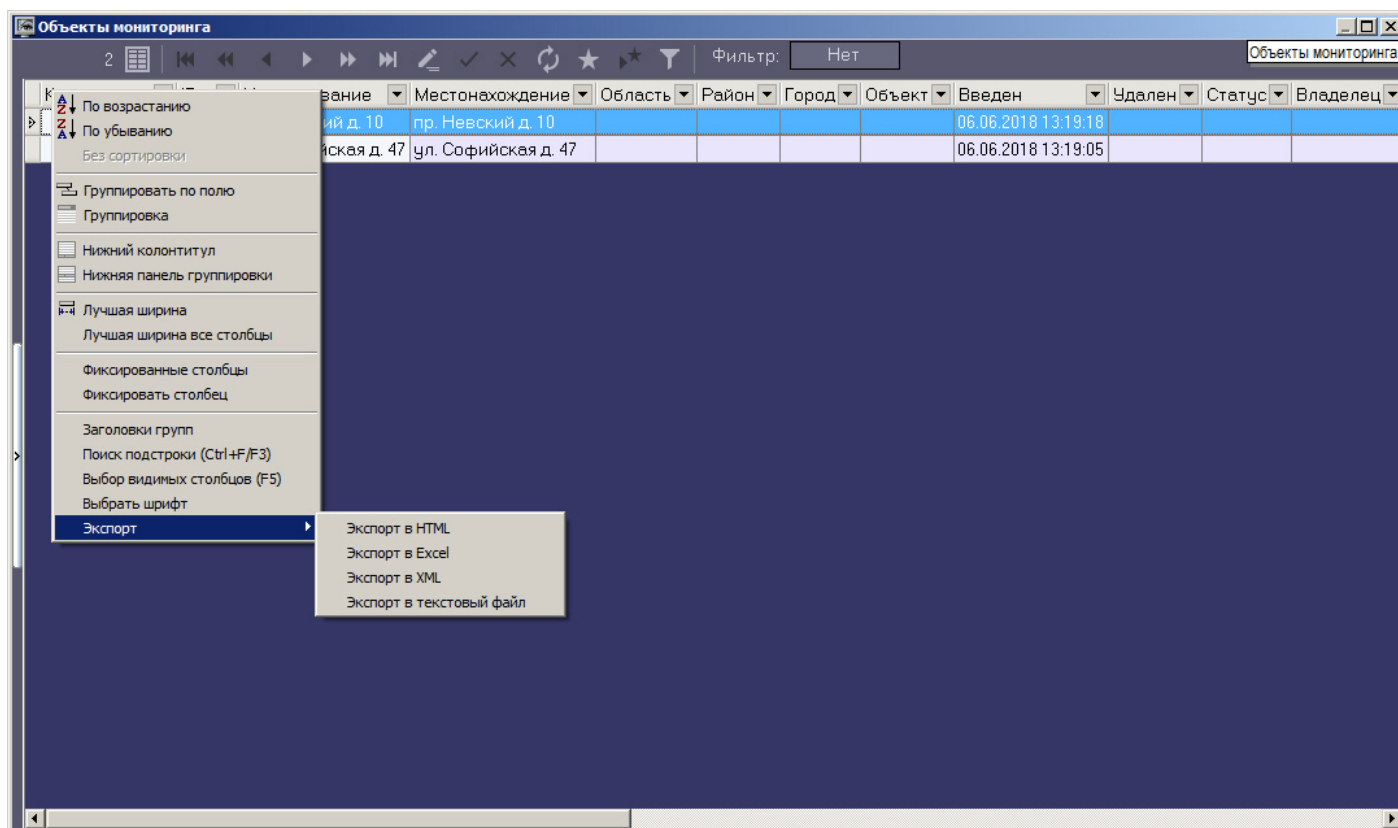 Объекты мониторинга
2 Фильтр: Нет
Объекты мониторинга
Местонахождение Область Район Город Объект Введен Удален Статус Владелец
пр. Невский д. 10 06.06.2018 13:19:18
д. 47 ул. Софийская д. 47 06.06.2018 13:19:05
По возрастанию
По убыванию
Без сортировки
Группировать по полю
Группировка
Нижний колонтитул
Нижняя панель группировки
Лучшая ширина
Лучшая ширина все столбцы
Фиксированные столбцы
Фиксировать столбец
Заголовки групп
Поиск подстроки (Ctrl+F/F3)
Выбор видимых столбцов (F5)
Выбрать шрифт
Экспорт
Экспорт в HTML
Экспорт в Excel
Экспорт в XML
Экспорт в текстовый файл